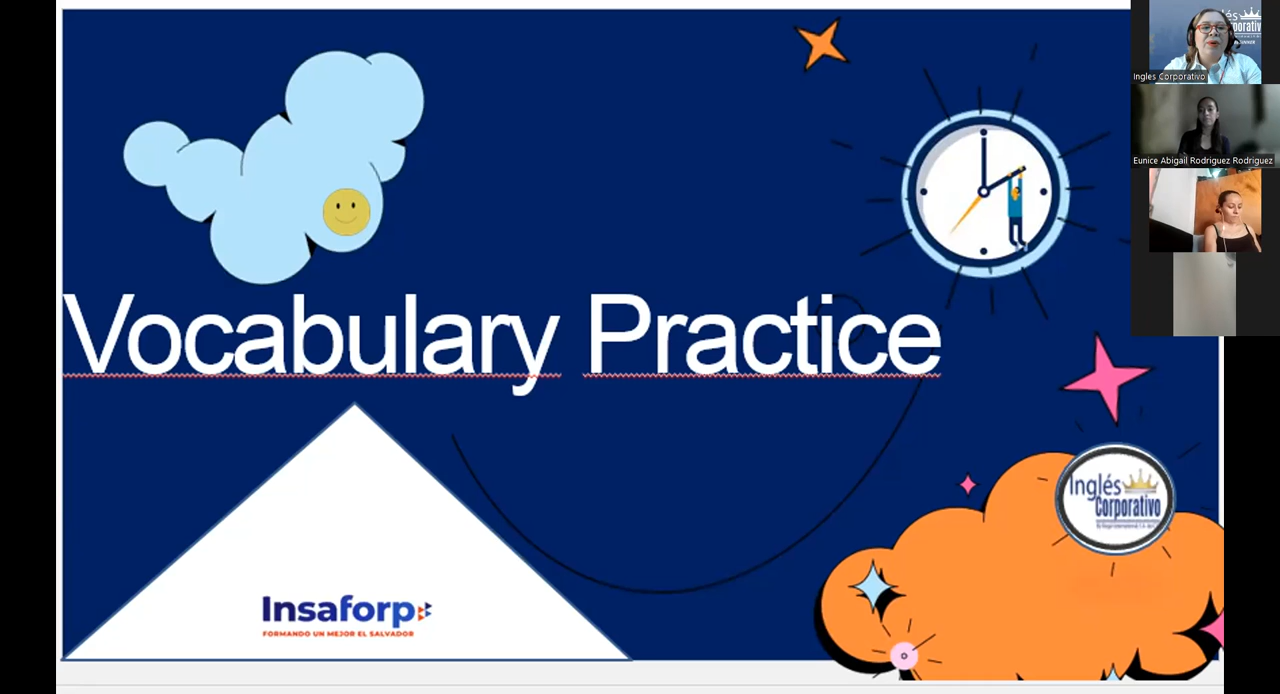 Vocabulary Practice
Insaforp
FORMANDO UN MEJOR EL SALVADOR
Inglés
Corporativo
Ingles Corporativo
Eunice Abigail Rodriguez Rodriguez